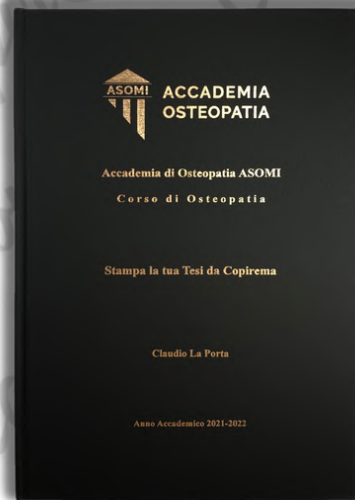 ASOMI
ACCADEMIA
OSTEOPATIA
Accademia di Osteopatia ASOMI
Corso di Osteopatia
Stampa la tua Tesi da Copirema
Claudio La Porta
Anno Accademico 2021-2022